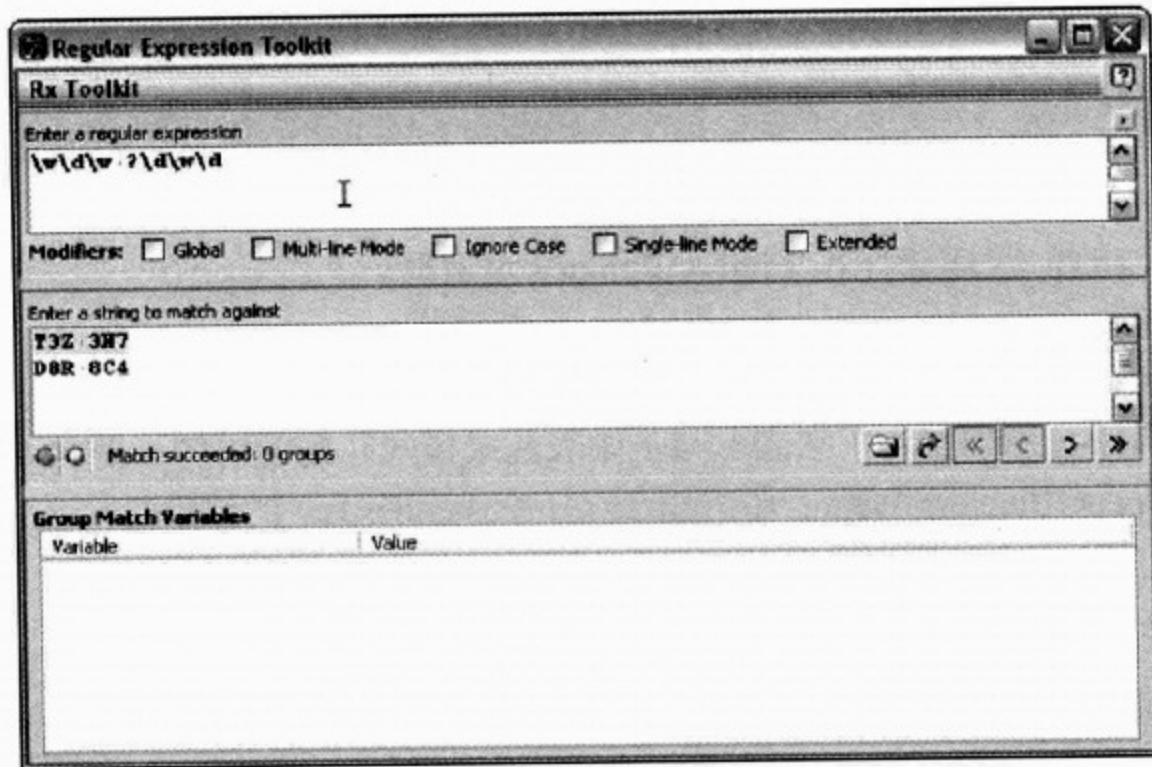 Regular Expression Toolkit
Rx Toolkit
Enter a regular expression
\w\d\w ?\d\w\d
Modifiers: Global Multi-line Mode Ignore Case Single-line Mode Extended
Enter a string to match against
T3Z 3H7
D8R 8C4
Match succeeded: 0 groups
Group Match Variables
Variable Value